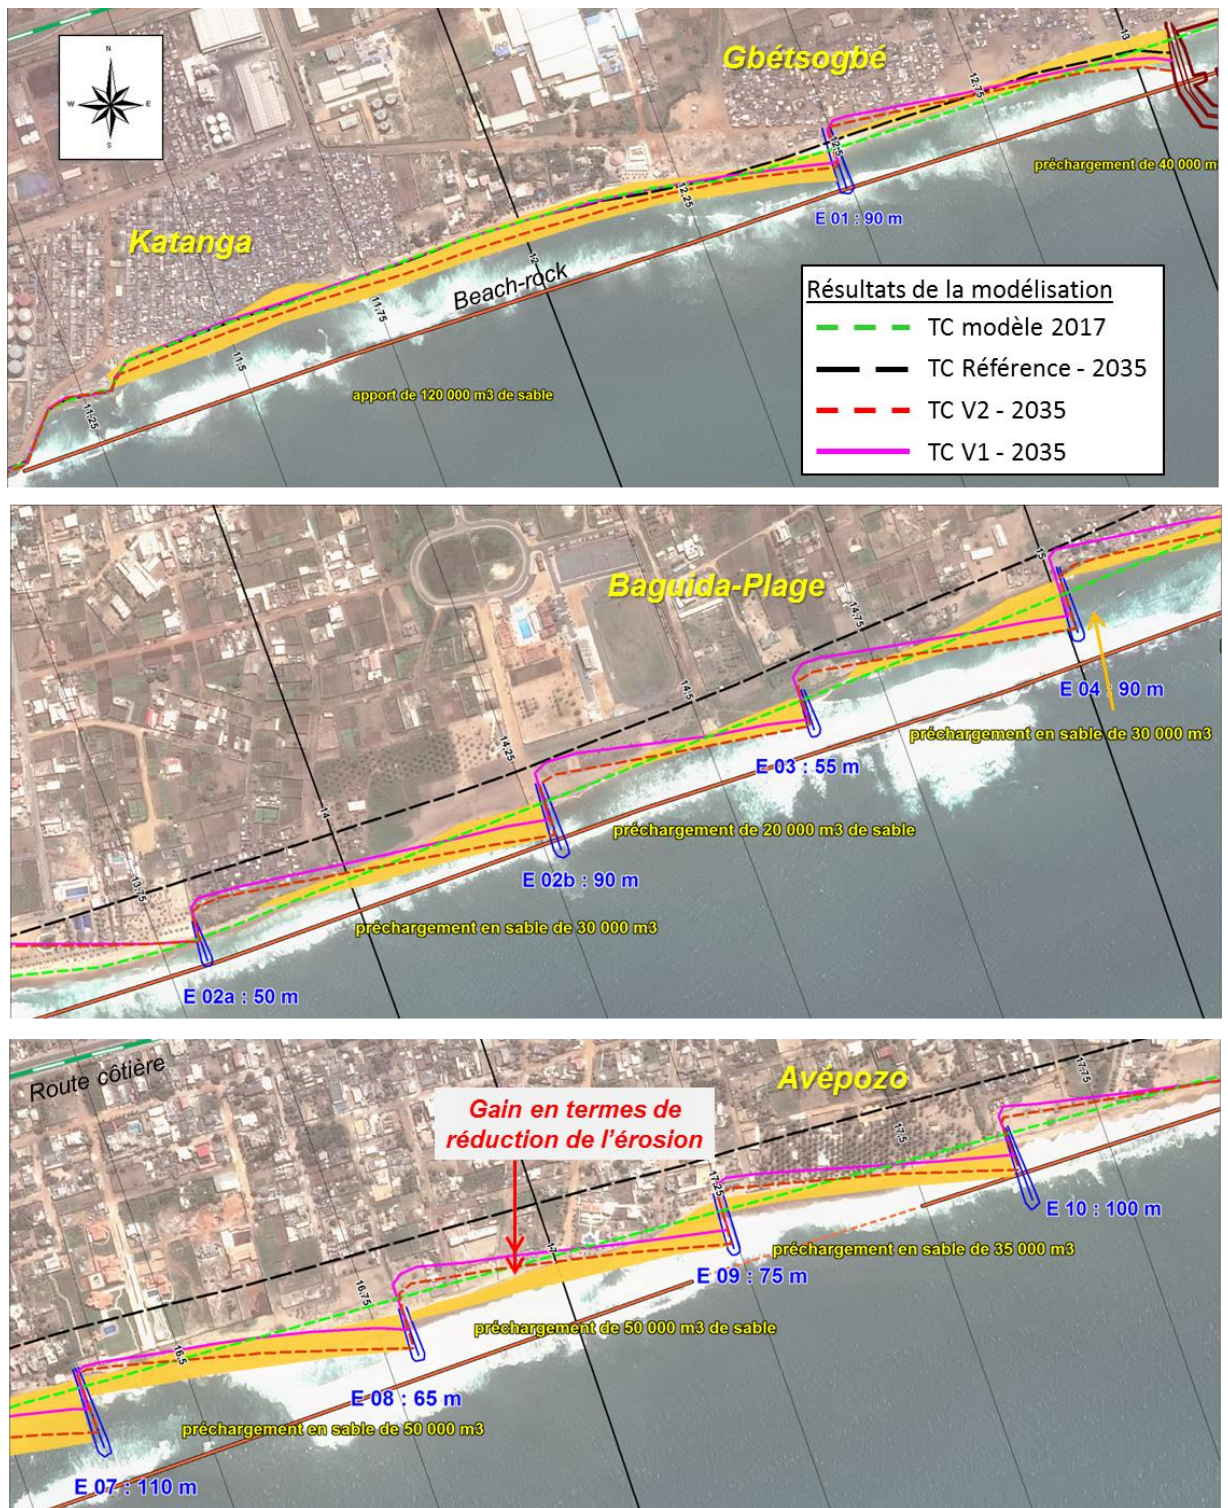 N
W
E
S
Gbétsogbé
13
12,75
12,5
préchargement de 40 000 m
12,25
E 01 : 90 m
Katanga
12
Beach-rock
11,75
11,5
11,25
apport de 120 000 m3 de sable
Résultats de la modélisation
TC modèle 2017
TC Référence - 2035
TC V2 - 2035
TC V1 - 2035
Baguida-Plage
15
14,75
14,5
14,25
14
13,75
E 04 : 90 m
préchargement en sable de 30 000 m3
E 03 : 55 m
préchargement de 20 000 m3 de sable
E 02b : 90 m
préchargement en sable de 30 000 m3
E 02a : 50 m
Route côtière
Avépozo
17,75
Gain en termes de
réduction de l'érosion
17,5
17,25
17
16,75
16,5
E 10 : 100 m
préchargement en sable de 35 000 m3
E 09 : 75 m
préchargement de 50 000 m3 de sable
E 08 : 65 m
préchargement en sable de 50 000 m3
E 07 : 110 m